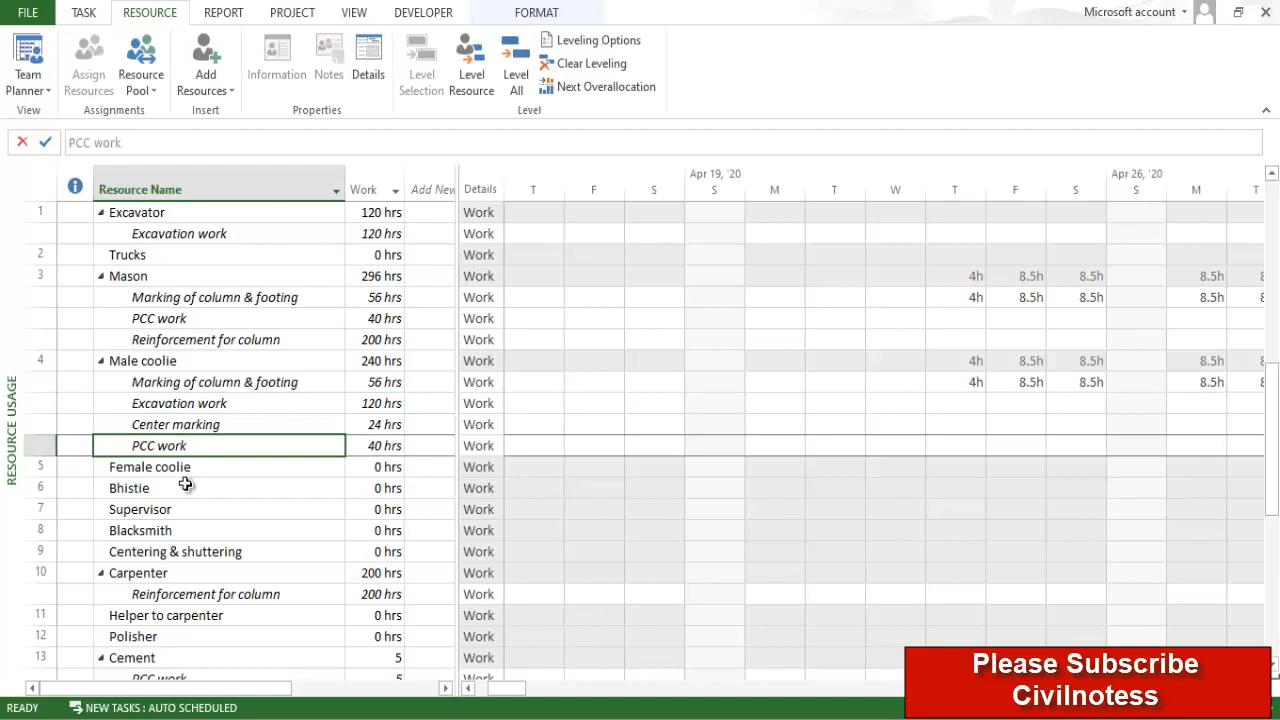 FILE TASK RESOURCE REPORT PROJECT VIEW DEVELOPER FORMAT Microsoft account
Team Planner
Assign Resources
Resource Pool
Add Resources
Information
Notes
Details
Level Selection
Level Resource
Level All
Leveling Options
Clear Leveling
Next Overallocation
View Assignments Insert Properties Level
PCC work
Apr 19, '20 Apr 26, '20
Resource Name Work Add New Details T F S S M T W T F S S M T
1 Excavator 120 hrs Work
Excavation work 120 hrs Work
2 Trucks 0 hrs Work
3 Mason 296 hrs Work 4h 8.5h 8.5h 8.5h 8
Marking of column & footing 56 hrs Work 4h 8.5h 8.5h 8.5h 8
PCC work 40 hrs Work
Reinforcement for column 200 hrs Work
4 Male coolie 240 hrs Work 4h 8.5h 8.5h 8.5h 8
Marking of column & footing 56 hrs Work 4h 8.5h 8.5h 8.5h 8
Excavation work 120 hrs Work
Center marking 24 hrs Work
PCC work 40 hrs Work
5 Female coolie 0 hrs Work
6 Bhistie 0 hrs Work
7 Supervisor 0 hrs Work
8 Blacksmith 0 hrs Work
9 Centering & shuttering 0 hrs Work
10 Carpenter 200 hrs Work
Reinforcement for column 200 hrs Work
11 Helper to carpenter 0 hrs Work
12 Polisher 0 hrs Work
13 Cement 5 Work
PCC work 5 Work
RESOURCE USAGE
Please Subscribe
Civilnotess
READY NEW TASKS : AUTO SCHEDULED